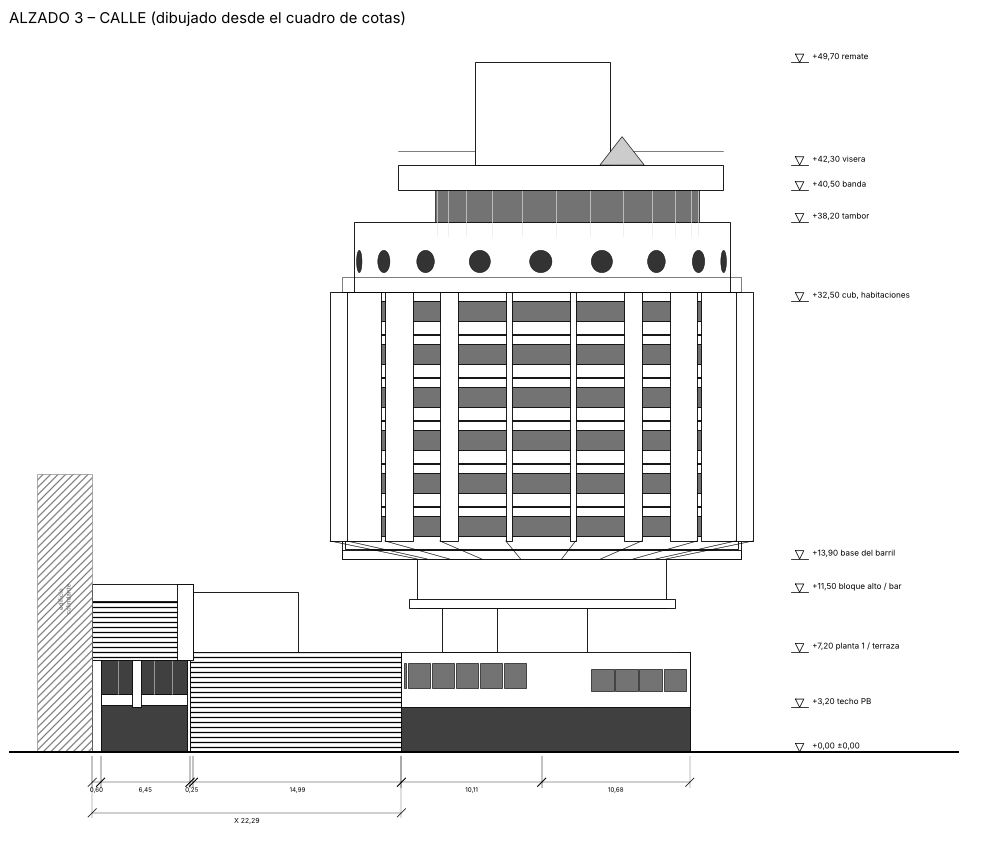 ALZADO 3 – CALLE (dibujado desde el cuadro de cotas)
+49,70 remate
+42,30 visera
+40,50 banda
+38,20 tambor
+32,50 cub, habitaciones
+13,90 base del barril
+11,50 bloque alto / bar
+7,20 planta 1 / terraza
+3,20 techo PB
+0,00 ±0,00
0,60
6,45
0,25
14,99
10,11
10,68
X 22,29